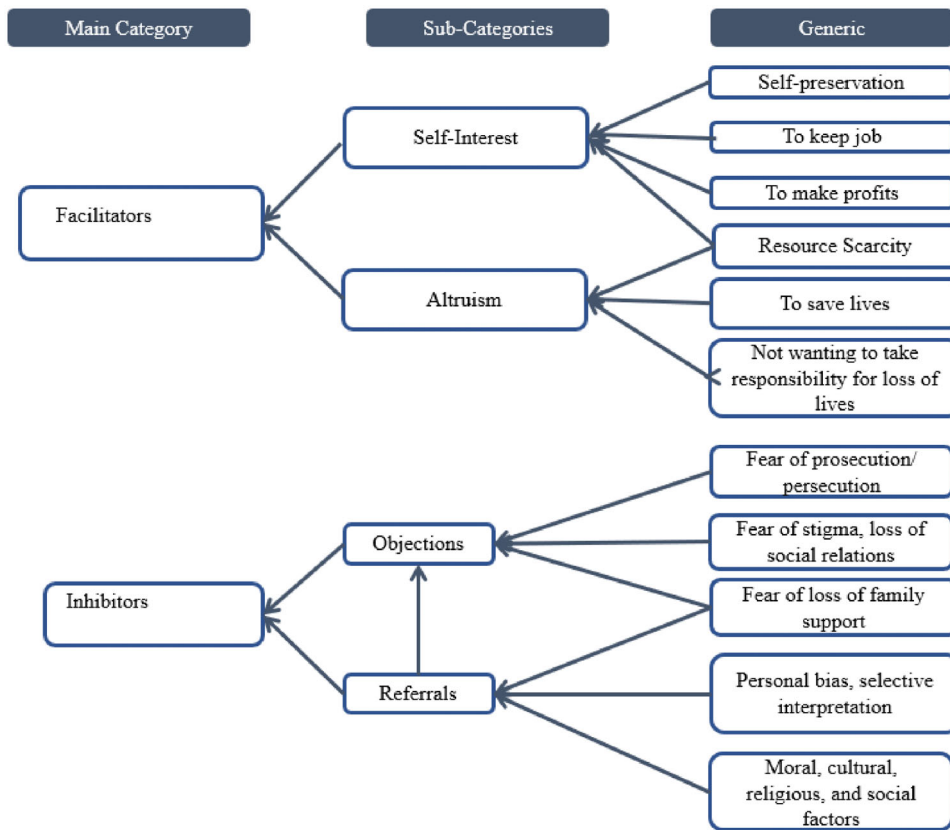 Main Category
Sub-Categories
Generic
Self-preservation
Self-Interest
To keep job
To make profits
Facilitators
Resource Scarcity
Altruism
To save lives
Not wanting to take
responsibility for loss of
lives
Fear of prosecution/
persecution
Objections
Fear of stigma, loss of
social relations
Inhibitors
Fear of loss of family
support
Referrals
Personal bias, selective
interpretation
Moral, cultural,
religious, and social
factors